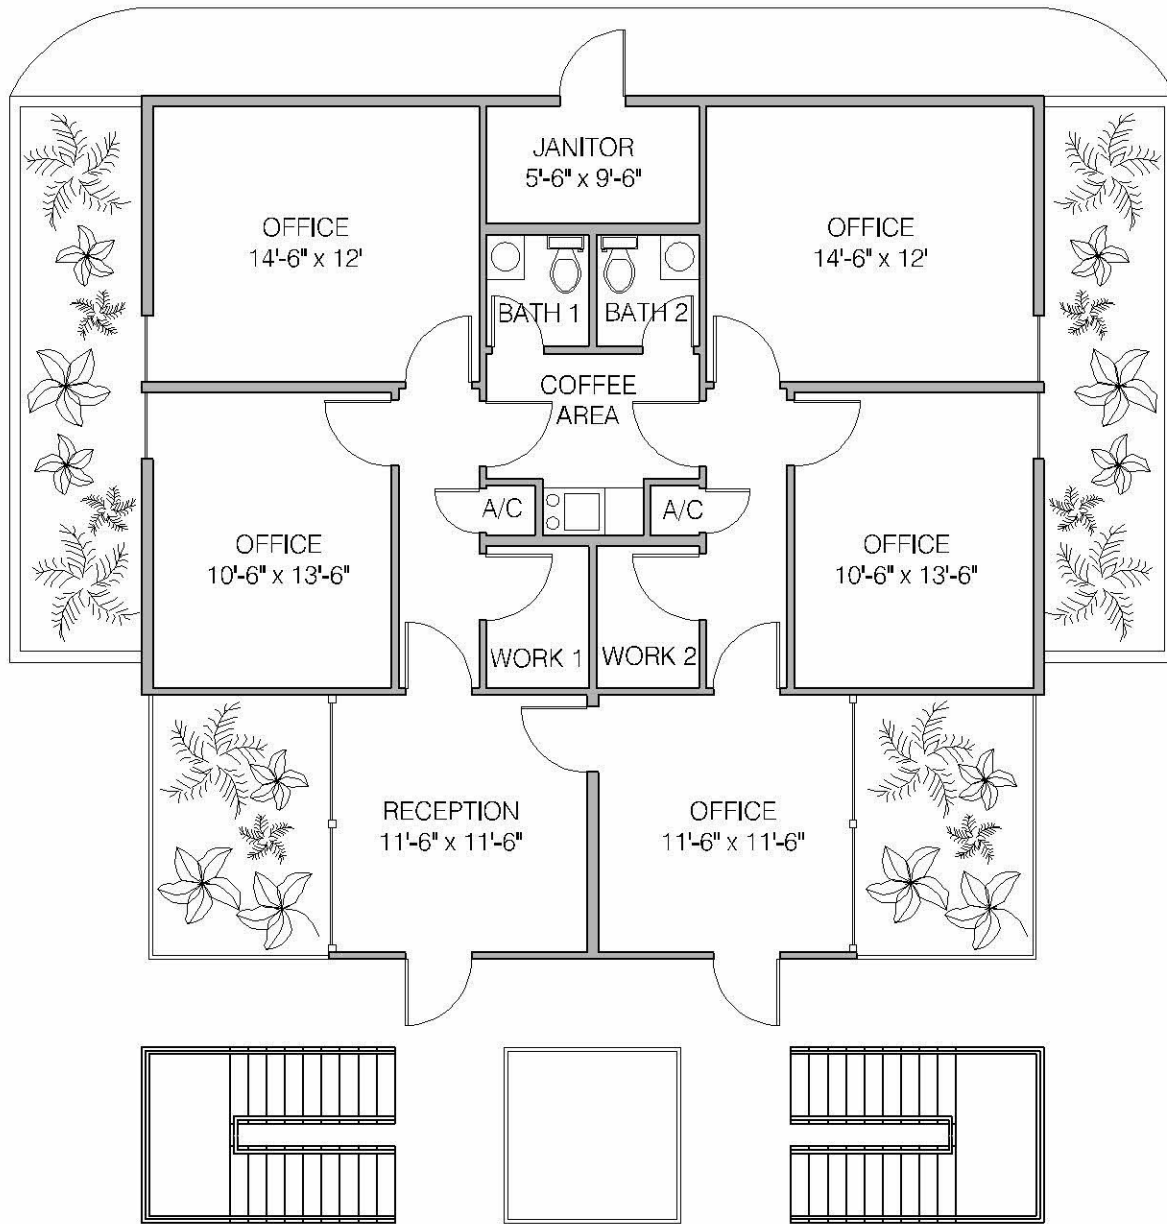 JANITOR
5'-6" x 9'-6"
OFFICE
14'-6" x 12'
OFFICE
14'-6" x 12'
BATH 1
BATH 2
COFFEE
AREA
A/C
A/C
OFFICE
10'-6" x 13'-6"
OFFICE
10'-6" x 13'-6"
WORK 1
WORK 2
RECEPTION
11'-6" x 11'-6"
OFFICE
11'-6" x 11'-6"